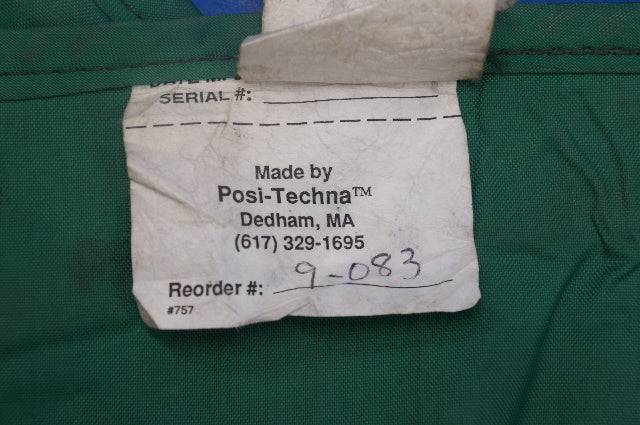 SERIAL #:
Made by
Posi-Techna™
Dedham, MA
(617) 329-1695
Reorder #: 9-083
#757